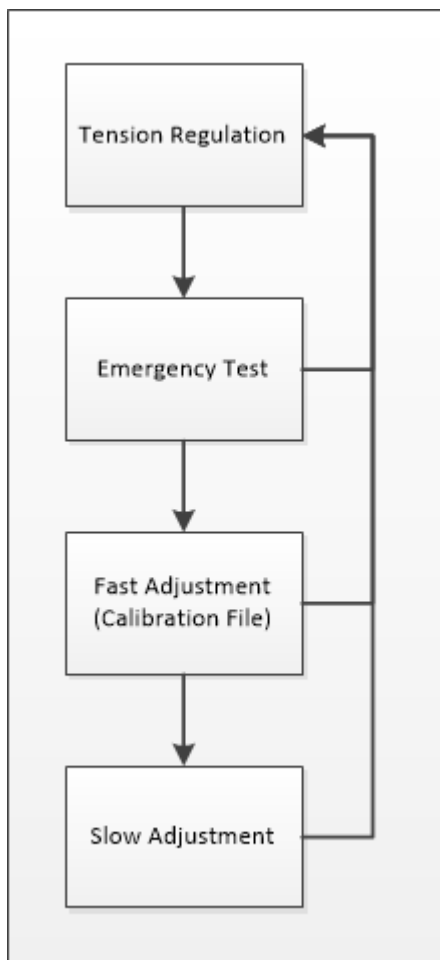 Tension Regulation
Emergency Test
Fast Adjustment
(Calibration File)
Slow Adjustment